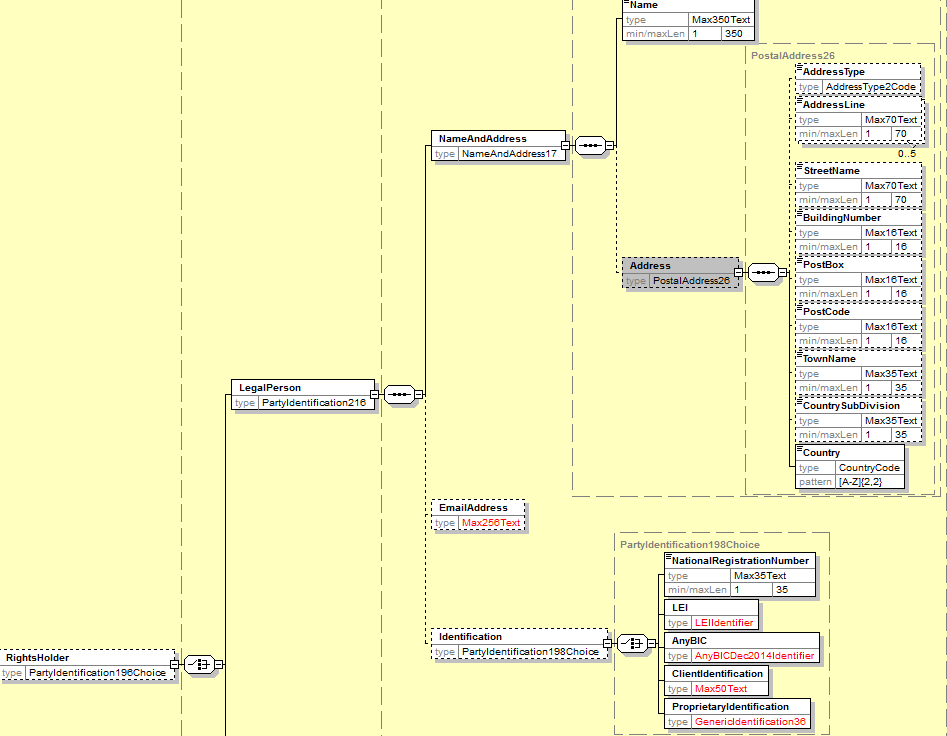 Name
type Max350Text
min/maxLen 1 350
PostalAddress26
AddressType
type AddressType2Code
AddressLine
type Max70Text
min/maxLen 1 70
0..5
StreetName
type Max70Text
min/maxLen 1 70
BuildingNumber
type Max16Text
min/maxLen 1 16
PostBox
type Max16Text
min/maxLen 1 16
PostCode
type Max16Text
min/maxLen 1 16
TownName
type Max35Text
min/maxLen 1 35
CountrySubDivision
type Max35Text
min/maxLen 1 35
Country
type CountryCode
pattern [A-Z]{2,2}
NameAndAddress
type NameAndAddress17
Address
type PostalAddress26
LegalPerson
type PartyIdentification216
EmailAddress
type Max256Text
PartyIdentification198Choice
NationalRegistrationNumber
type Max35Text
min/maxLen 1 35
LEI
type LEIIdentifier
AnyBIC
type AnyBICDec2014Identifier
ClientIdentification
type Max50Text
ProprietaryIdentification
type GenericIdentification36
Identification
type PartyIdentification198Choice
RightsHolder
type PartyIdentification196Choice